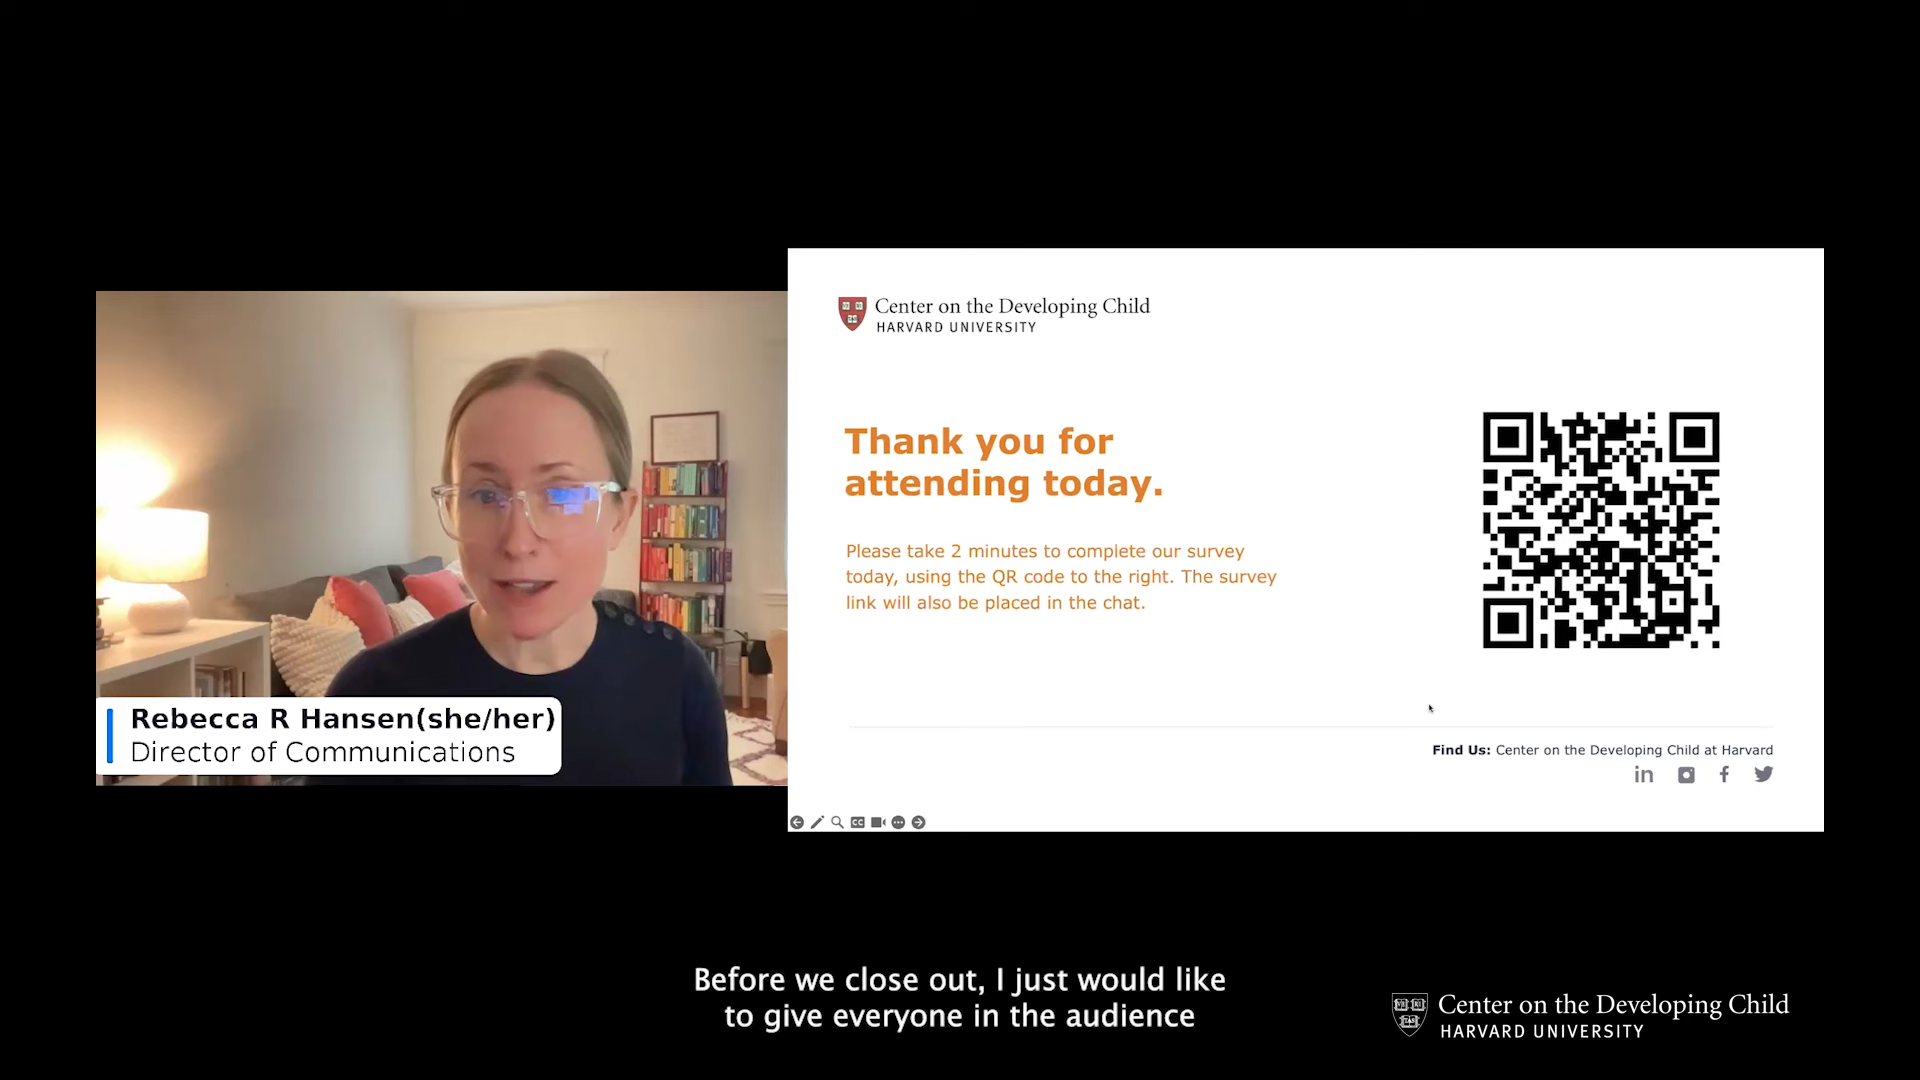 Center on the Developing Child
HARVARD UNIVERSITY
Thank you for
attending today.
Please take 2 minutes to complete our survey
today, using the QR code to the right. The survey
link will also be placed in the chat.
Find Us: Center on the Developing Child at Harvard
Rebecca R Hansen(she/her)
Director of Communications
Before we close out, I just would like
to give everyone in the audience
Center on the Developing Child
HARVARD UNIVERSITY